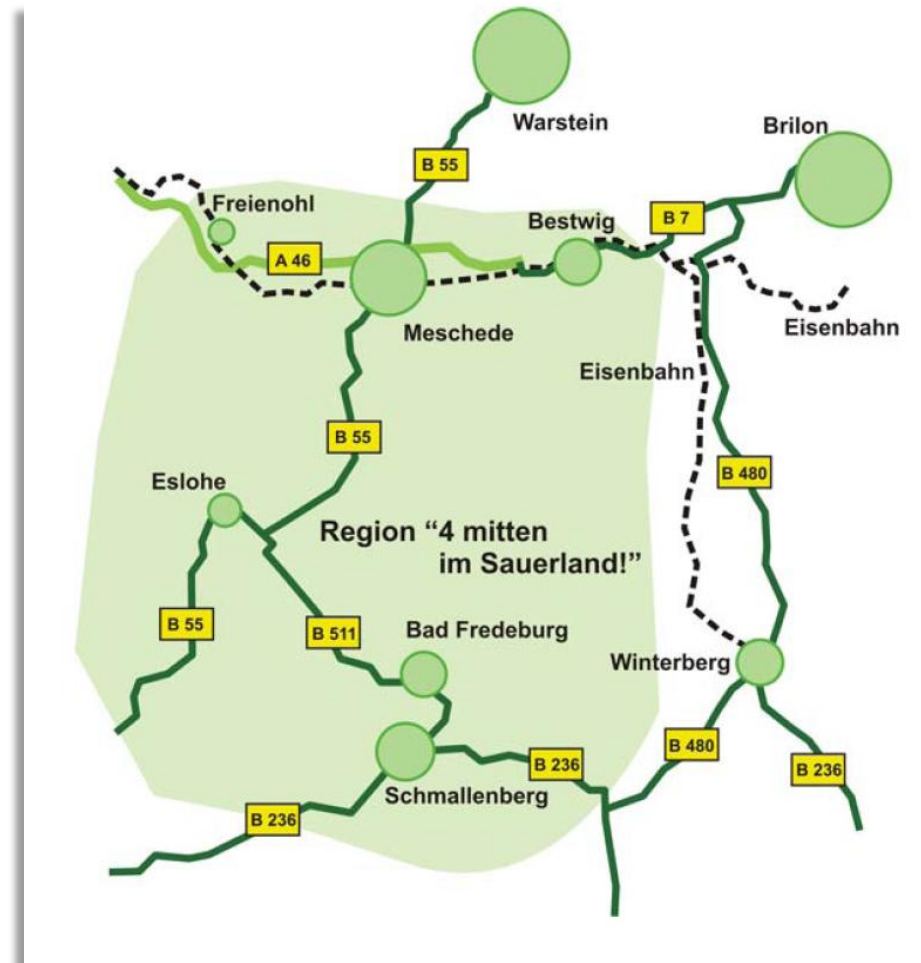 Warstein
Brilon
B 55
Freienohl
Bestwig
B 7
A 46
Meschede
Eisenbahn
Eisenbahn
B 55
B 480
Eslohe
Region “4 mitten
im Sauerland!”
B 55
B 511
Bad Fredeburg
Winterberg
B 480
B 236
B 236
Schmallenberg
B 236